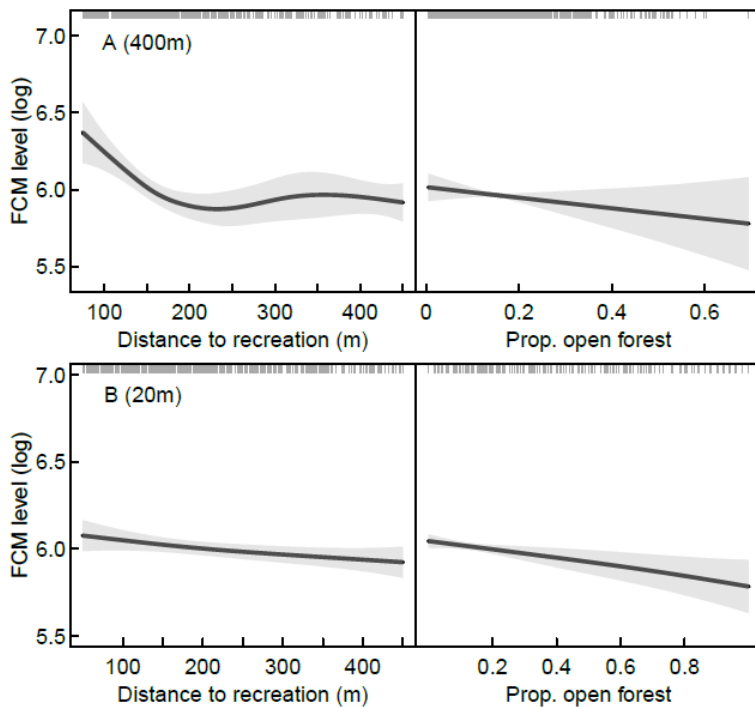 A (400m)
FCM level (log)
7.0
6.5
6.0
5.5
100 200 300 400 0 0.2 0.4 0.6
Distance to recreation (m) Prop. open forest
B (20m)
FCM level (log)
7.0
6.5
6.0
5.5
100 200 300 400 0.2 0.4 0.6 0.8
Distance to recreation (m) Prop. open forest